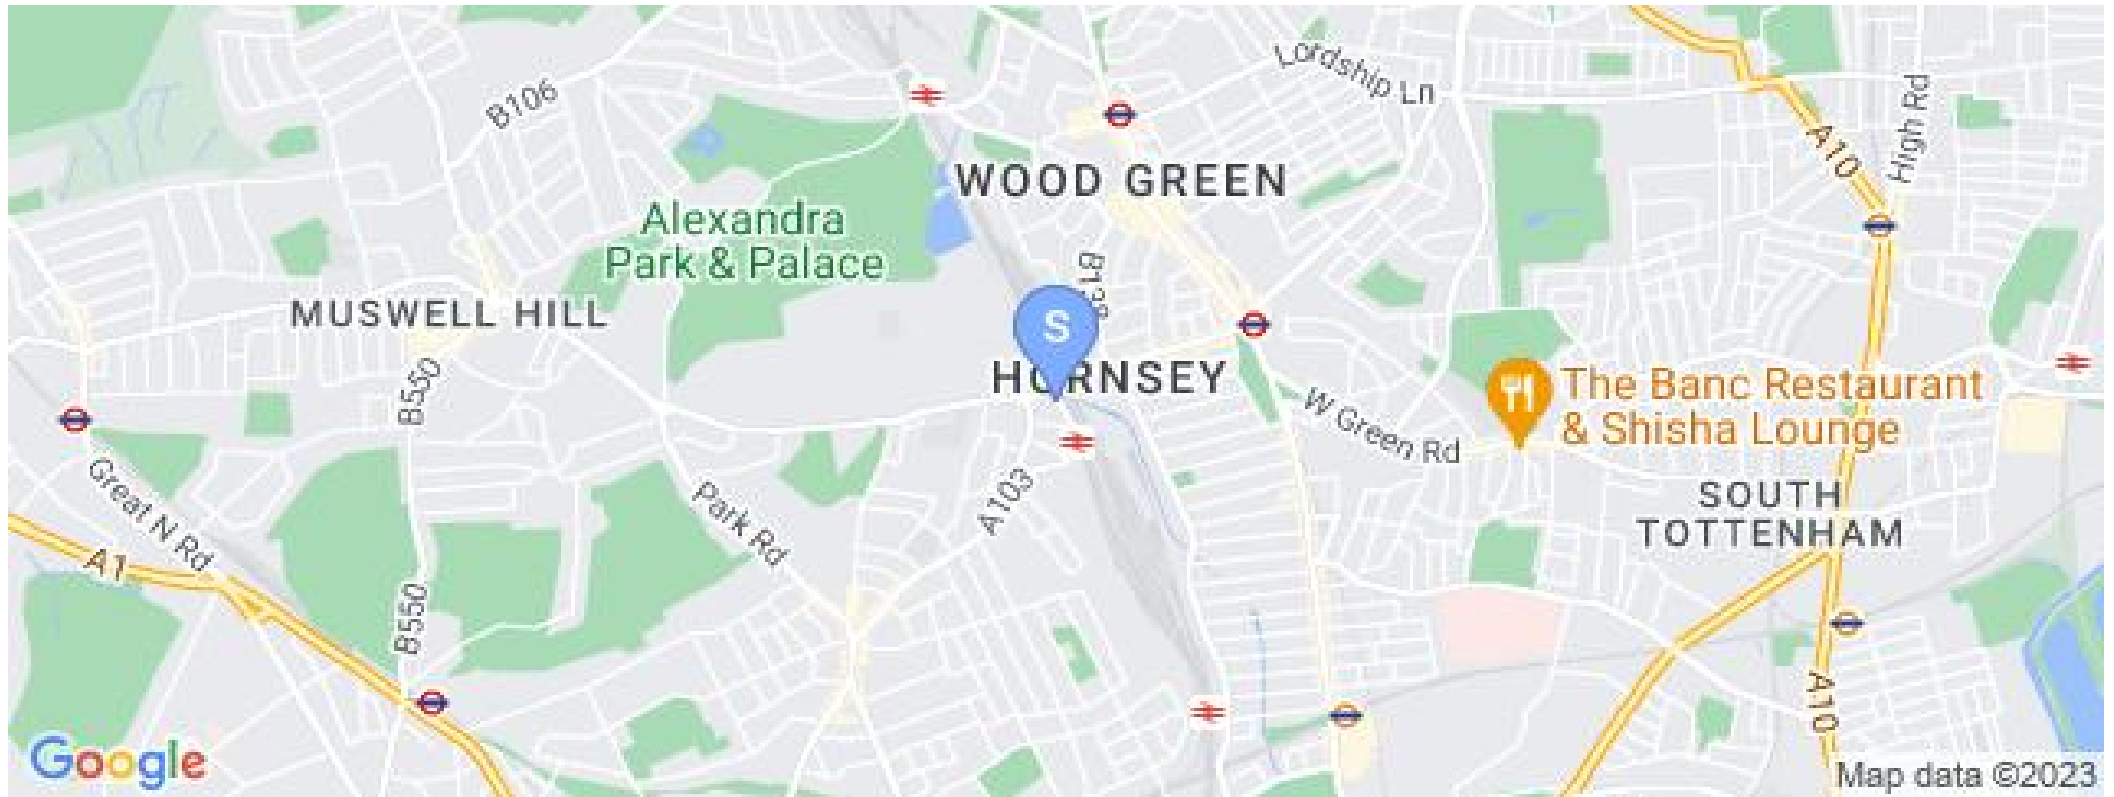 Lordship Ln
B106
High Rd
A10
WOOD GREEN
Alexandra
Park & Palace
MUSWELL HILL
S
HORNSEY
B550
The Banc Restaurant
& Shisha Lounge
W Green Rd
Great N Rd
Park Rd
A103
SOUTH
TOTTENHAM
A1
B550
A10
Google
Map data ©2023